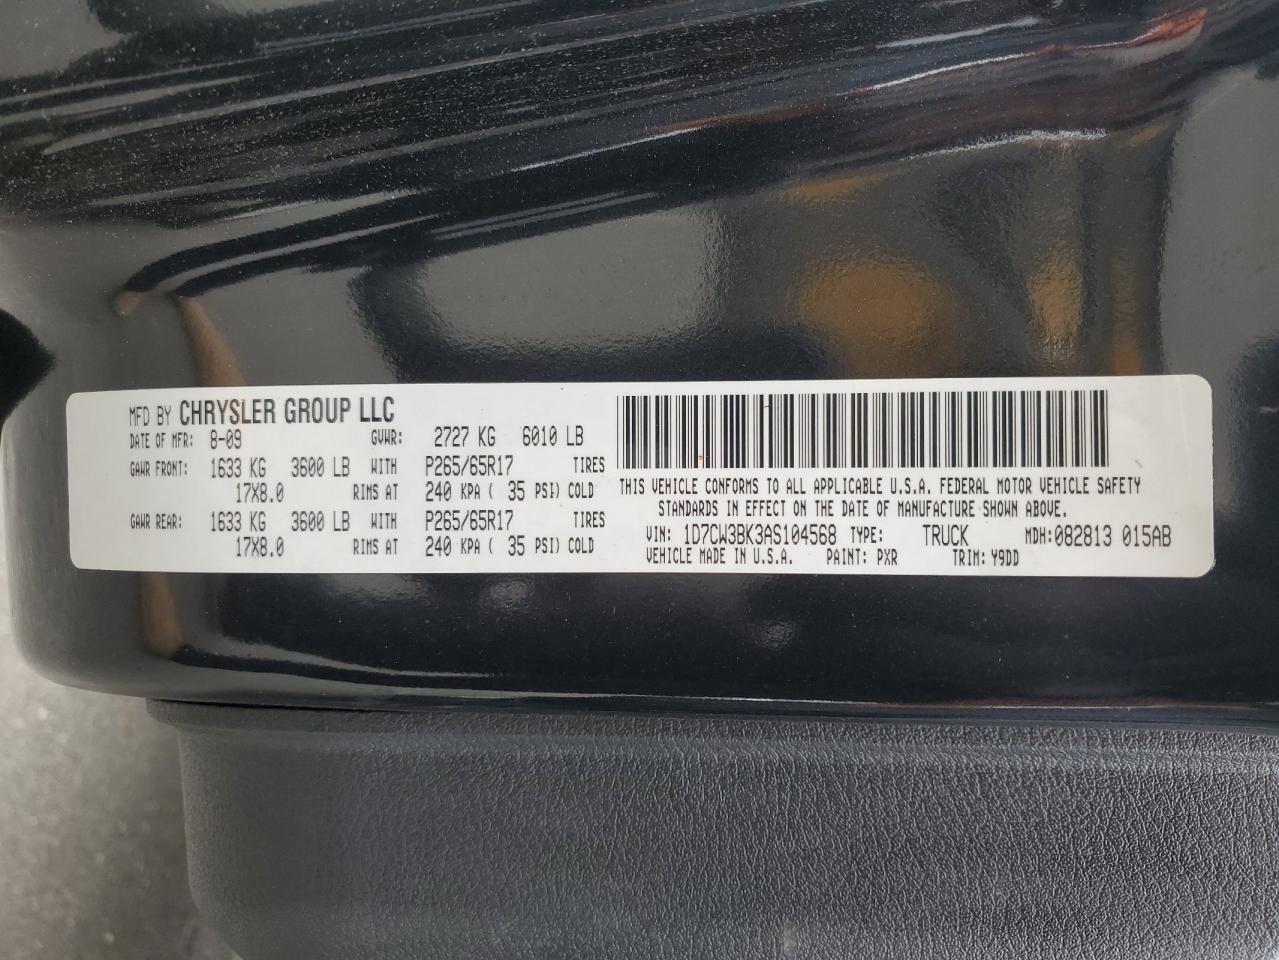 MFD BY CHRYSLER GROUP LLC
DATE OF MFR: 8-09 GVWR: 2727 KG 6010 LB
GAWR FRONT: 1633 KG 3600 LB WITH P265/65R17 TIRES
17X8.0 RIMS AT 240 KPA ( 35 PSI) COLD
GAWR REAR: 1633 KG 3600 LB WITH P265/65R17 TIRES
17X8.0 RIMS AT 240 KPA ( 35 PSI) COLD
THIS VEHICLE CONFORMS TO ALL APPLICABLE U.S.A. FEDERAL MOTOR VEHICLE SAFETY
STANDARDS IN EFFECT ON THE DATE OF MANUFACTURE SHOWN ABOVE.
VIN: 1D7CW3BK3AS104568 TYPE: TRUCK MDH:082813 015AB
VEHICLE MADE IN U.S.A. PAINT: PXR TRIM: Y9DD